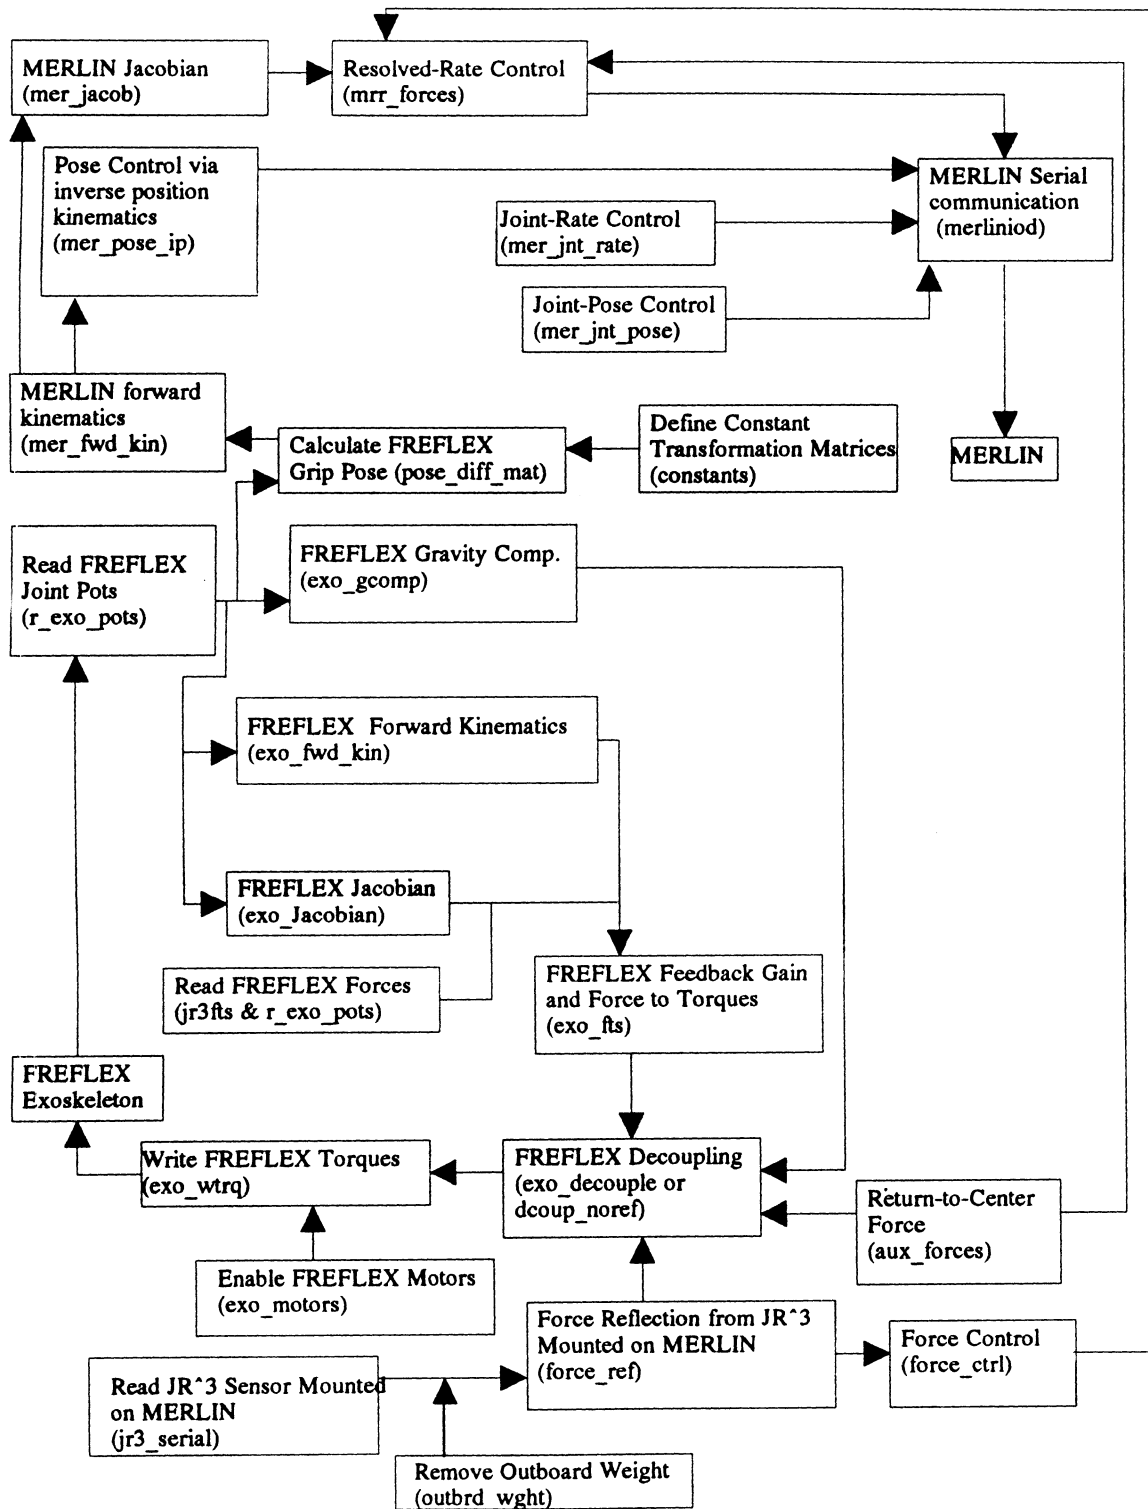 MERLIN Jacobian
(mer_jacob)
Resolved-Rate Control
(mrr_forces)
Pose Control via
inverse position
kinematics
(mer_pose_ip)
MERLIN Serial
communication
(merliniod)
Joint-Rate Control
(mer_jnt_rate)
Joint-Pose Control
(mer_jnt_pose)
MERLIN forward
kinematics
(mer_fwd_kin)
Calculate FREFLEX
Grip Pose (pose_diff_mat)
Define Constant
Transformation Matrices
(constants)
MERLIN
Read FREFLEX
Joint Pots
(r_exo_pots)
FREFLEX Gravity Comp.
(exo_gcomp)
FREFLEX Forward Kinematics
(exo_fwd_kin)
FREFLEX Jacobian
(exo_Jacobian)
Read FREFLEX Forces
(jr3fts & r_exo_pots)
FREFLEX Feedback Gain
and Force to Torques
(exo_fts)
FREFLEX
Exoskeleton
Write FREFLEX Torques
(exo_wtrq)
FREFLEX Decoupling
(exo_decouple or
dcoup_noref)
Return-to-Center
Force
(aux_forces)
Enable FREFLEX Motors
(exo_motors)
Force Reflection from JR^3
Mounted on MERLIN
(force_ref)
Force Control
(force_ctrl)
Read JR^3 Sensor Mounted
on MERLIN
(jr3_serial)
Remove Outboard Weight
(outbrd_wght)